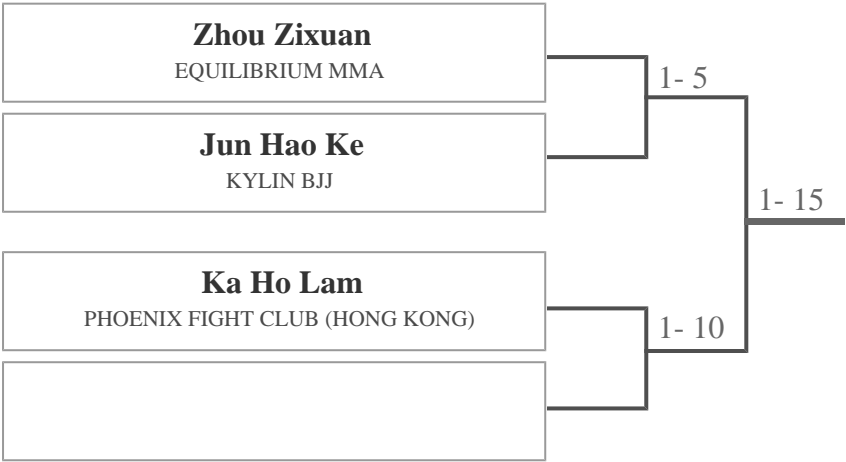 Zhou Zixuan
EQUILIBRIUM MMA
1- 5
Jun Hao Ke
KYLIN BJJ
1- 15
Ka Ho Lam
PHOENIX FIGHT CLUB (HONG KONG)
1- 10